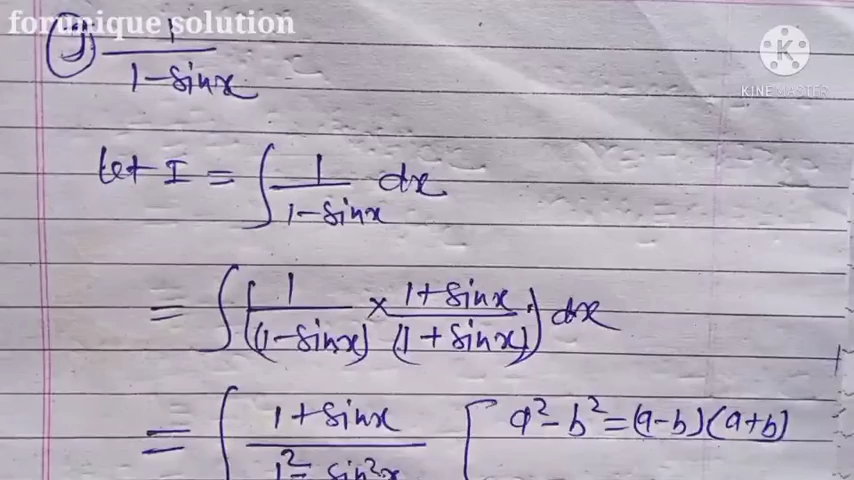 forunique solution
KINEMASTER
K
1/(1-sinx)
Let I = ∫ 1/(1-sinx) dx
= ∫ (1/(1-sinx) × (1+sinx)/(1+sinx)) dx
= ∫ (1+sinx)/(1²-sin²x) [a²-b²=(a-b)(a+b)